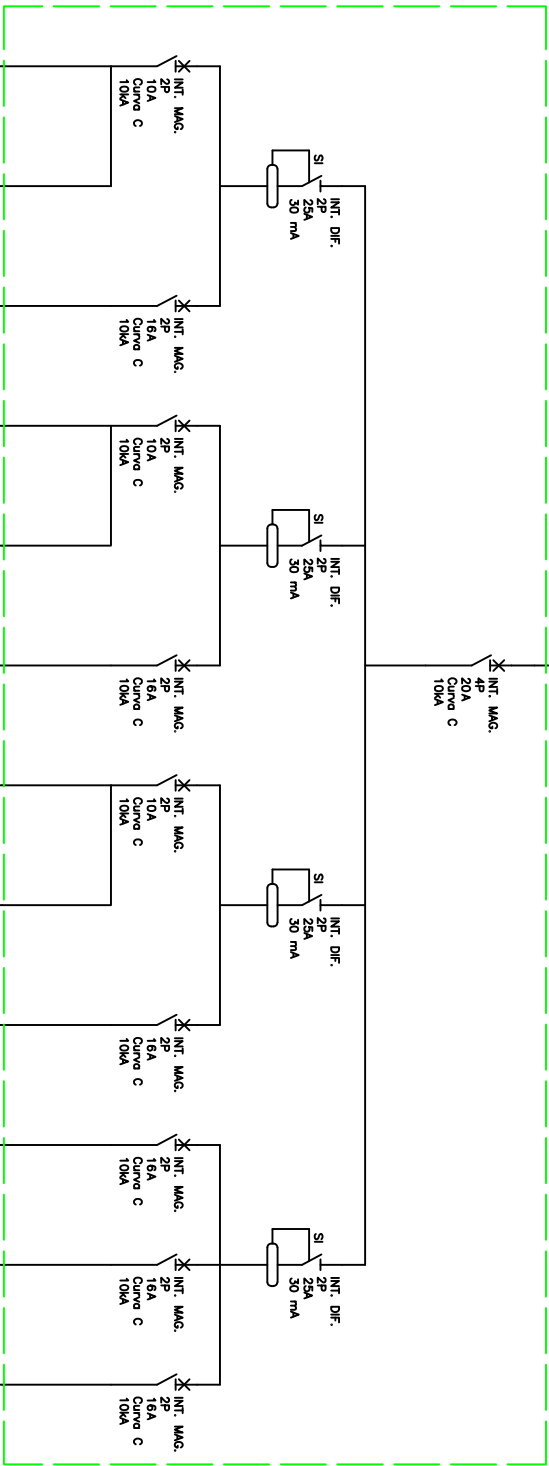 INT. MAG.
4P
20A
Curva C
10kA
SI
INT. DIF.
2P
25A
30 mA
SI
INT. DIF.
2P
25A
30 mA
SI
INT. DIF.
2P
25A
30 mA
SI
INT. DIF.
2P
25A
30 mA
INT. MAG.
2P
10A
Curva C
10kA
INT. MAG.
2P
16A
Curva C
10kA
INT. MAG.
2P
10A
Curva C
10kA
INT. MAG.
2P
16A
Curva C
10kA
INT. MAG.
2P
10A
Curva C
10kA
INT. MAG.
2P
16A
Curva C
10kA
INT. MAG.
2P
16A
Curva C
10kA
INT. MAG.
2P
16A
Curva C
10kA
INT. MAG.
2P
16A
Curva C
10kA